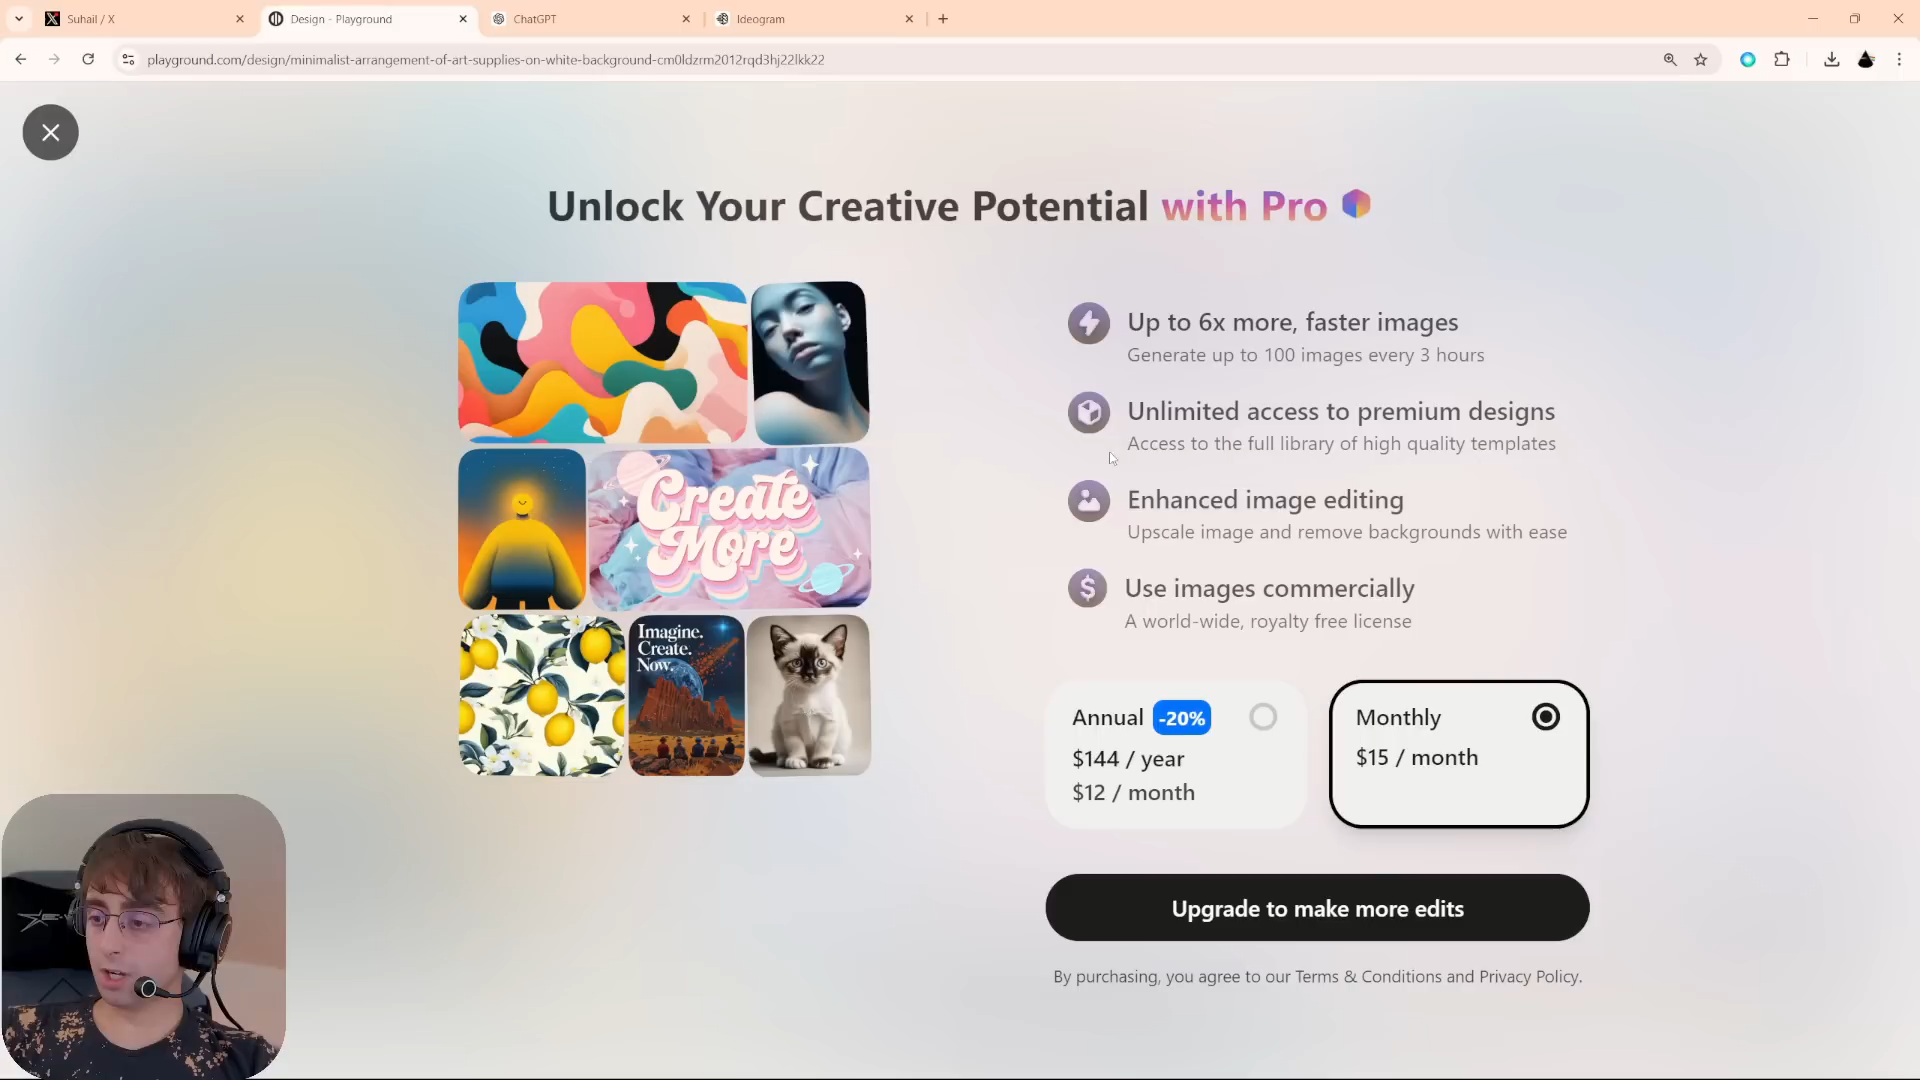 Suhail / X
Design - Playground
ChatGPT
Ideogram
playground.com/design/minimalist-arrangement-of-art-supplies-on-white-background-cm0ldzrm2012rqd3hj22lkk22
Unlock Your Creative Potential with Pro
Up to 6x more, faster images
Generate up to 100 images every 3 hours
Unlimited access to premium designs
Access to the full library of high quality templates
Create
More
Enhanced image editing
Upscale image and remove backgrounds with ease
Use images commercially
A world-wide, royalty free license
Imagine.
Create.
Now.
Annual -20%
$144 / year
$12 / month
Monthly
$15 / month
Upgrade to make more edits
By purchasing, you agree to our Terms & Conditions and Privacy Policy.